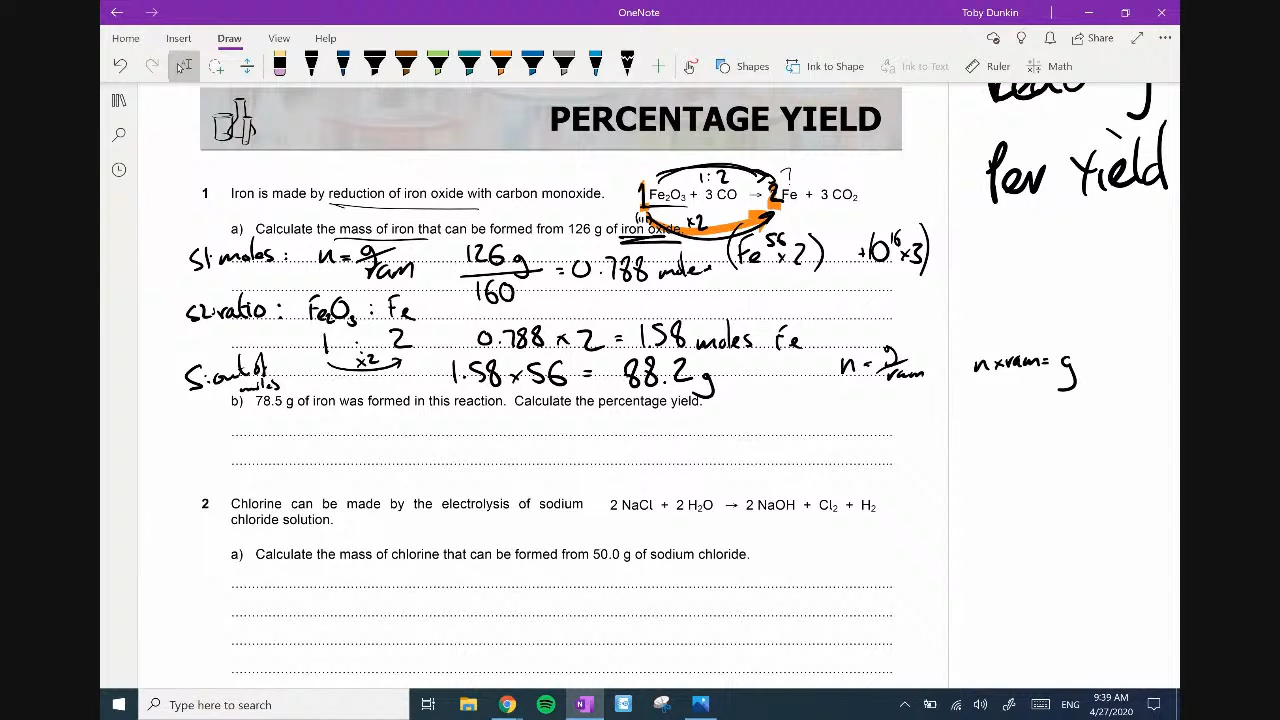 OneNote
Toby Dunkin
Home Insert Draw View Help
Share
Shapes Ink to Shape Ink to Text Ruler Math
PERCENTAGE YIELD
Per Yield
1 Iron is made by reduction of iron oxide with carbon monoxide.
1 Fe₂O₃ + 3 CO → 2 Fe + 3 CO₂
1:2
?
×2
a) Calculate the mass of iron that can be formed from 126 g of iron oxide.
S1 moles: n = g/ram 126 g/160 = 0.788 moles (Fe⁵⁶×2) + (O¹⁶×3)
S2 ratio: Fe₂O₃ : Fe
1 : 2 0.788 × 2 = 1.58 moles Fe
×2
S: out of moles 1.58 × 56 = 88.2g n = g/ram n×ram = g
b) 78.5 g of iron was formed in this reaction. Calculate the percentage yield.
2 Chlorine can be made by the electrolysis of sodium
chloride solution.
2 NaCl + 2 H₂O → 2 NaOH + Cl₂ + H₂
a) Calculate the mass of chlorine that can be formed from 50.0 g of sodium chloride.
Type here to search
ENG
9:39 AM
4/27/2020